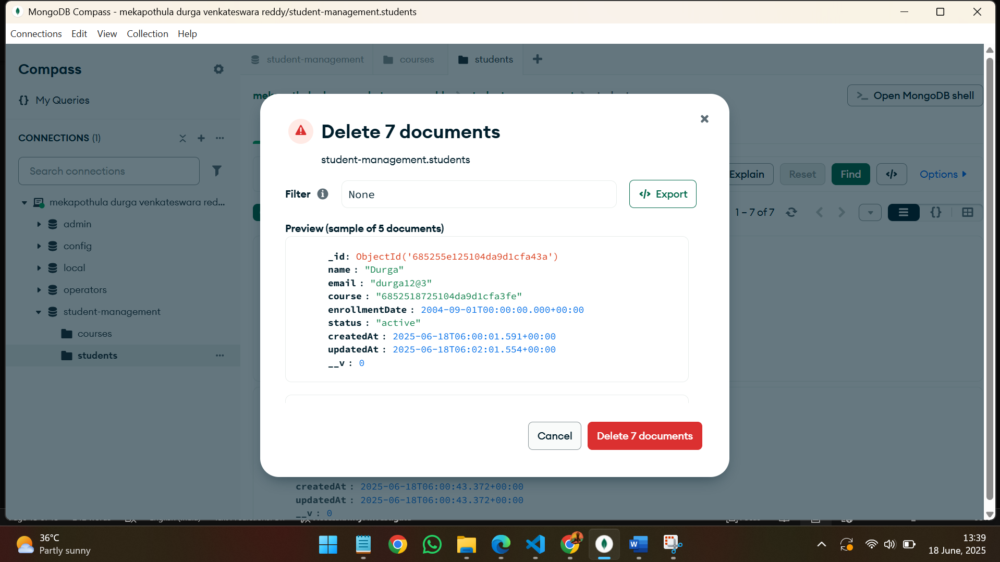 MongoDB Compass - mekapothula durga venkateswara reddy/student-management.students
Connections Edit View Collection Help
Compass
{} My Queries
CONNECTIONS (1)
Search connections
mekapothula durga venkateswara red...
admin
config
local
operators
student-management
courses
students
student-management courses students
>_ Open MongoDB shell
Explain Reset Find </> Options
1 – 7 of 7
{}
Delete 7 documents
student-management.students
Filter None </> Export
Preview (sample of 5 documents)
_id: ObjectId('685255e125104da9d1cfa43a')
name : "Durga"
email : "durga12@3"
course : "6852518725104da9d1cfa3fe"
enrollmentDate : 2004-09-01T00:00:00.000+00:00
status : "active"
createdAt : 2025-06-18T06:00:01.591+00:00
updatedAt : 2025-06-18T06:02:01.554+00:00
__v : 0
Cancel Delete 7 documents
createdAt : 2025-06-18T06:00:43.372+00:00
updatedAt : 2025-06-18T06:00:43.372+00:00
__v : 0
36°C
Partly sunny
13:39
18 June, 2025